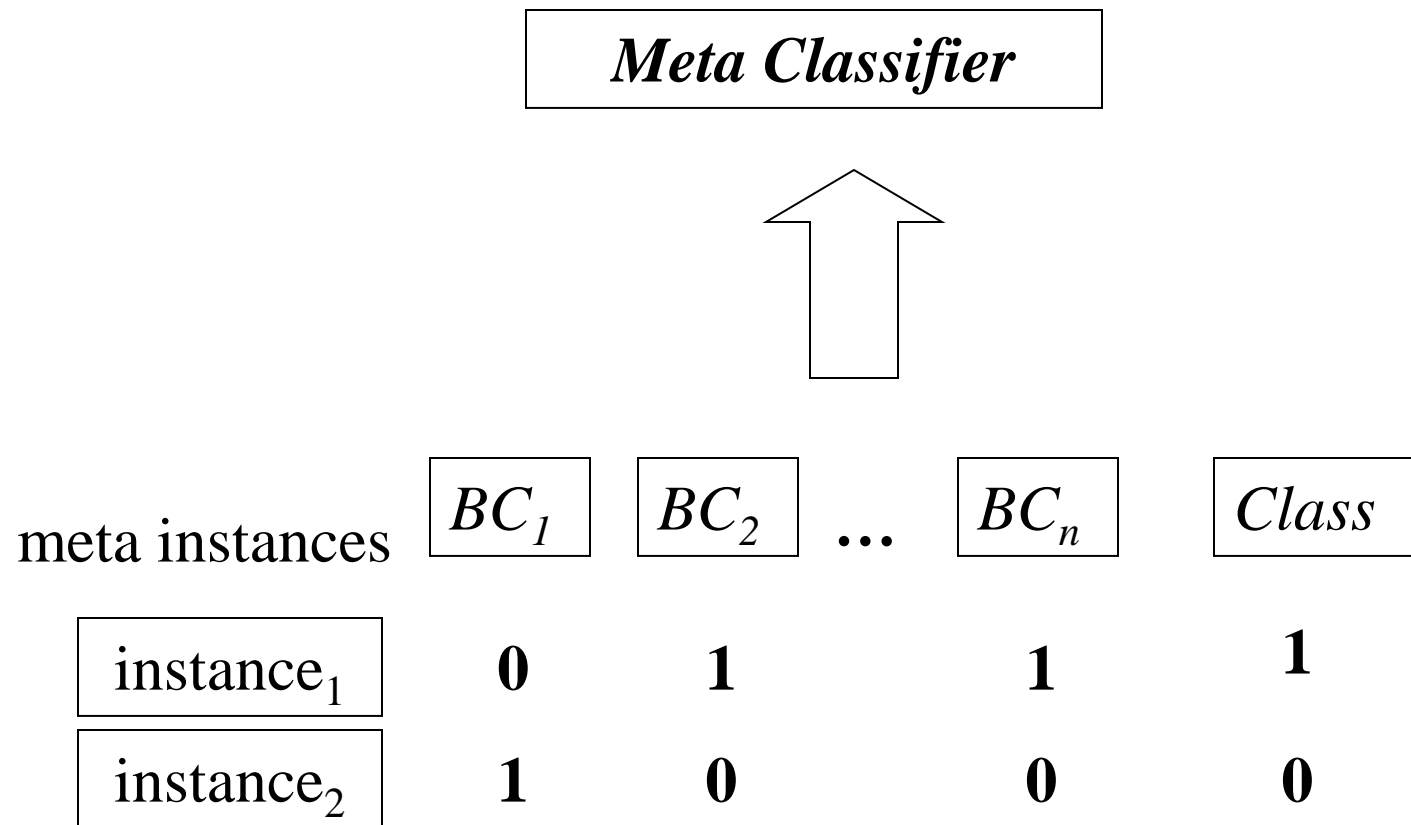 Meta Classifier
meta instances BC₁ BC₂ ... BCₙ Class
instance₁ 0 1 1 1
instance₂ 1 0 0 0